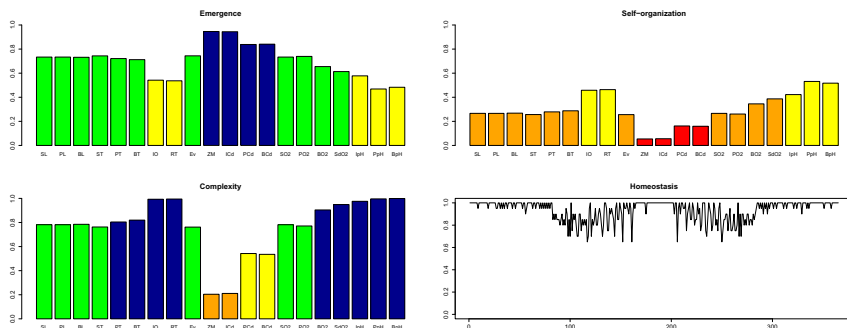 Emergence
0.0 0.2 0.4 0.6 0.8 1.0
SL PL BL ST PT BT IO RT Ev ZM ICd PCd BCd SO2 PO2 BO2 SdO2 IpH PpH BpH
Self−organization
0.0 0.2 0.4 0.6 0.8 1.0
SL PL BL ST PT BT IO RT Ev ZM ICd PCd BCd SO2 PO2 BO2 SdO2 IpH PpH BpH
Complexity
0.0 0.2 0.4 0.6 0.8 1.0
SL PL BL ST PT BT IO RT Ev ZM ICd PCd BCd SO2 PO2 BO2 SdO2 IpH PpH BpH
Homeostasis
0.0 0.2 0.4 0.6 0.8 1.0
0 100 200 300